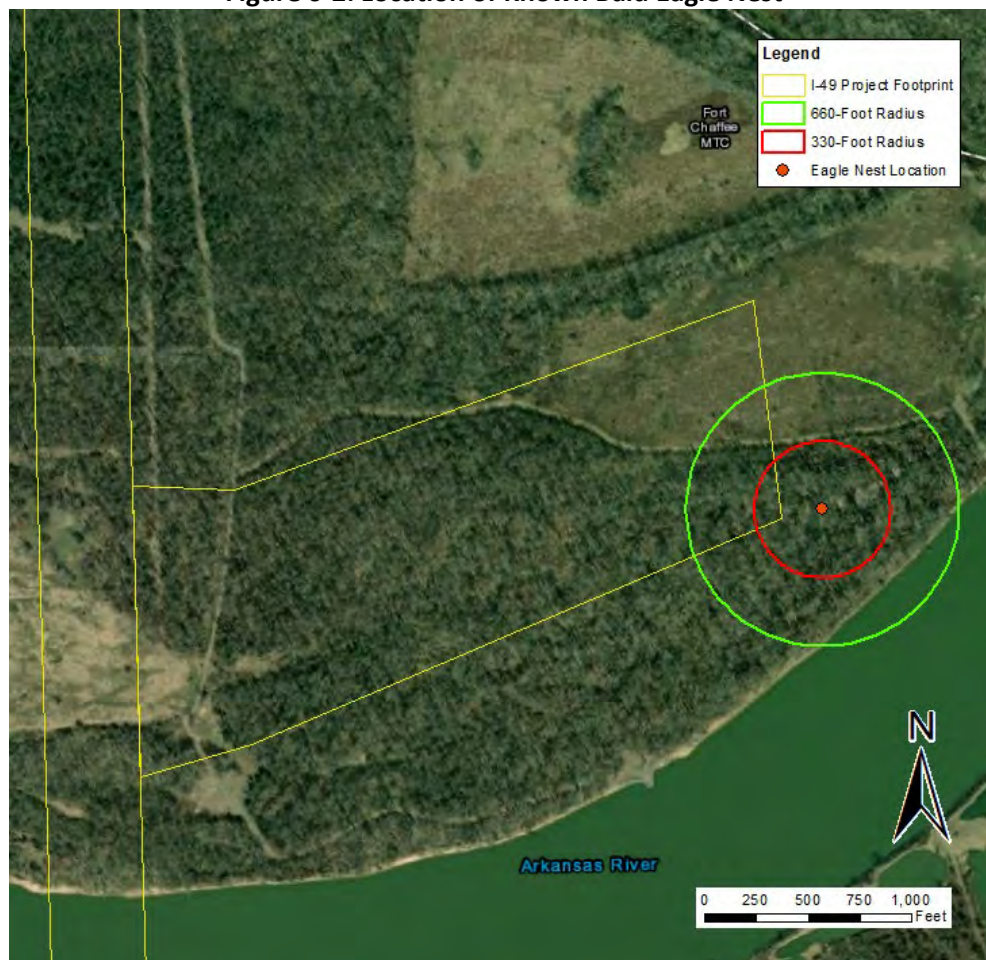 Legend
I-49 Project Footprint
660-Foot Radius
330-Foot Radius
Eagle Nest Location
Fort
Chaffee
MTC
N
Arkansas River
0 250 500 750 1,000
Feet